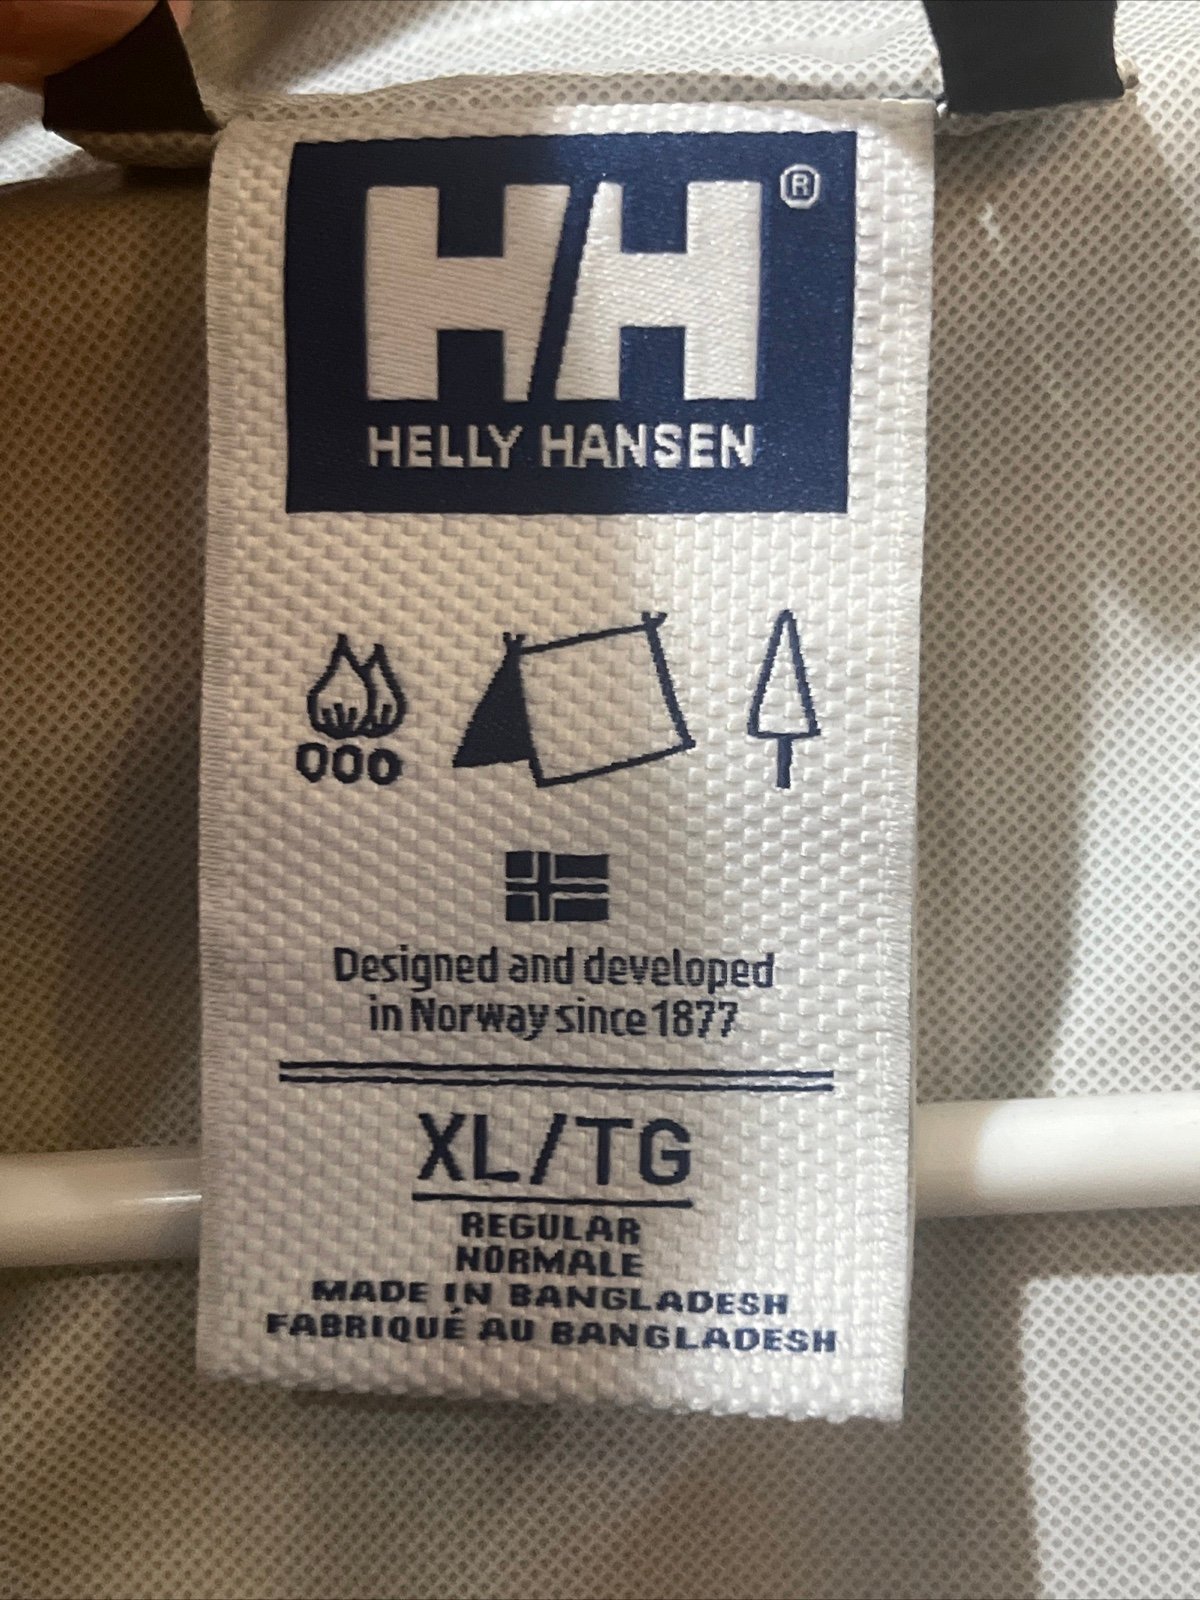 HH®
HELLY HANSEN
Designed and developed
in Norway since 1877
XL/TG
REGULAR
NORMALE
MADE IN BANGLADESH
FABRIQUÉ AU BANGLADESH